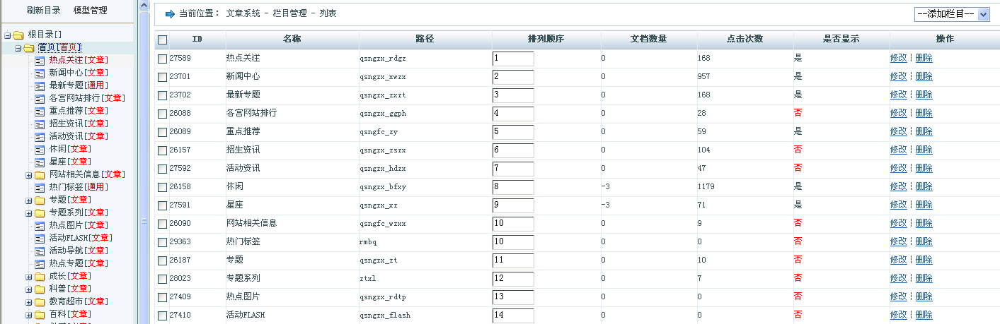 刷新目录 模型管理
根目录[]
首页[首页]
热点关注[文章]
新闻中心[文章]
最新专题[通用]
各宫网站排行[文章]
重点推荐[文章]
招生资讯[文章]
活动资讯[文章]
休闲[文章]
星座[文章]
网站相关信息[文章]
热门标签[通用]
专题[文章]
专题系列[文章]
热点图片[文章]
活动FLASH[文章]
活动导航[文章]
热点专题[文章]
成长[文章]
科普[文章]
教育超市[文章]
百科[文章]
当前位置： 文章系统 - 栏目管理 - 列表 --添加栏目--
ID 名称 路径 排列顺序 文档数量 点击次数 是否显示 操作
27589 热点关注 qsngzx_rdgz 1 0 168 是 修改 ¦ 删除
23701 新闻中心 qsngzx_xwzx 2 0 957 是 修改 ¦ 删除
23702 最新专题 qsngzx_zxzt 3 0 168 是 修改 ¦ 删除
26088 各宫网站排行 qsngzx_ggph 4 0 28 否 修改 ¦ 删除
26089 重点推荐 qsngfc_zy 5 0 59 是 修改 ¦ 删除
26157 招生资讯 qsngzx_zszx 6 0 104 否 修改 ¦ 删除
27592 活动资讯 qsngzx_hdzx 7 0 47 否 修改 ¦ 删除
26158 休闲 qsngzx_bfxy 8 -3 1179 是 修改 ¦ 删除
27591 星座 qsngzx_xz 9 -3 71 是 修改 ¦ 删除
26090 网站相关信息 qsngfc_wzxx 10 0 9 否 修改 ¦ 删除
29363 热门标签 rmbq 10 0 0 否 修改 ¦ 删除
26187 专题 qsngzx_zt 11 0 10 否 修改 ¦ 删除
28023 专题系列 ztxl 12 0 7 否 修改 ¦ 删除
27409 热点图片 qsngzx_rdtp 13 0 0 否 修改 ¦ 删除
27410 活动FLASH qsngzx_flash 14 0 0 否 修改 ¦ 删除